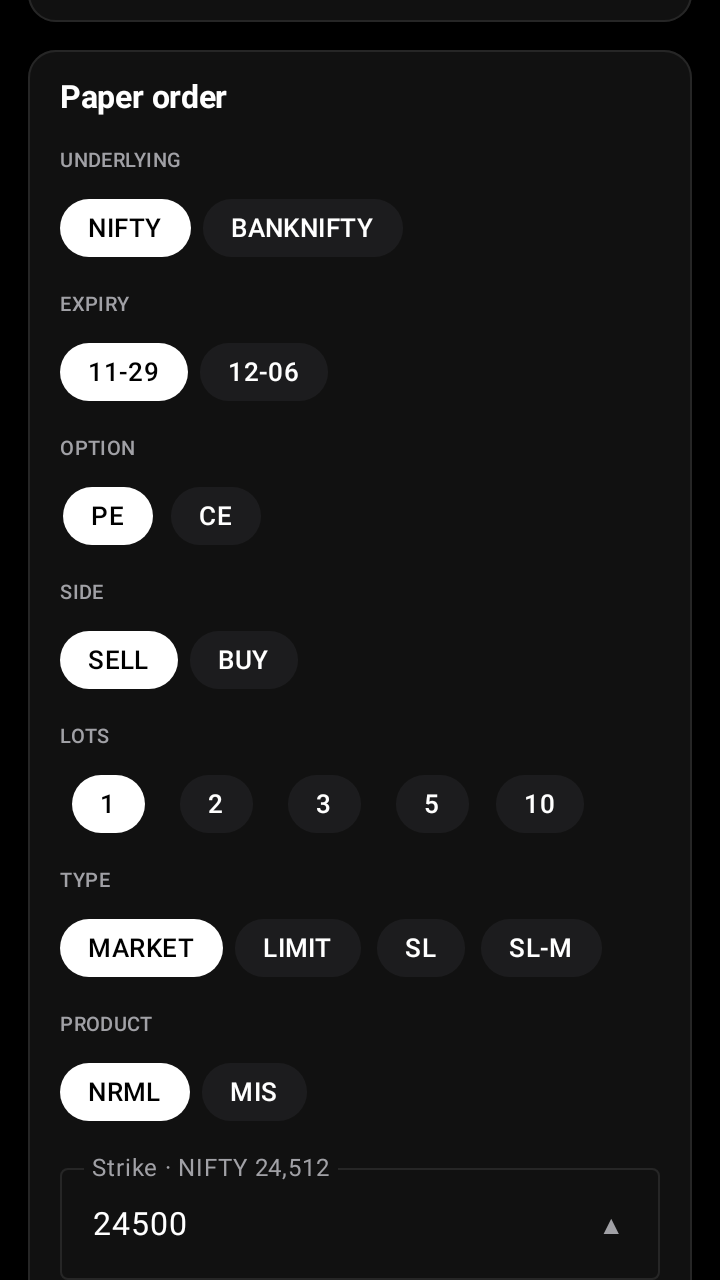 Paper order
UNDERLYING
NIFTY BANKNIFTY
EXPIRY
11-29 12-06
OPTION
PE CE
SIDE
SELL BUY
LOTS
1 2 3 5 10
TYPE
MARKET LIMIT SL SL-M
PRODUCT
NRML MIS
Strike · NIFTY 24,512
24500 ▲